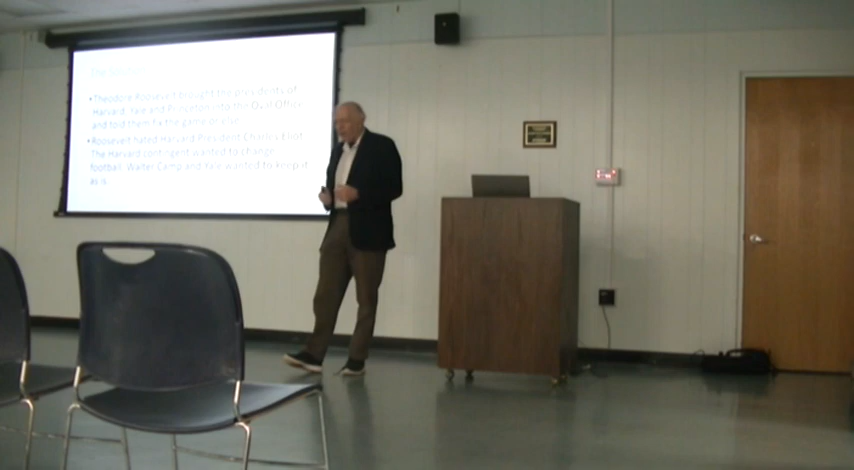 •Theodore Roosevelt brought the presidents of
Harvard, Yale and Princeton into the Oval Office
and told them fix the game or else.
•Roosevelt hated Harvard President Charles Eliot.
The Harvard contingent wanted to change
football. Walter Camp and Yale wanted to keep it
as is.